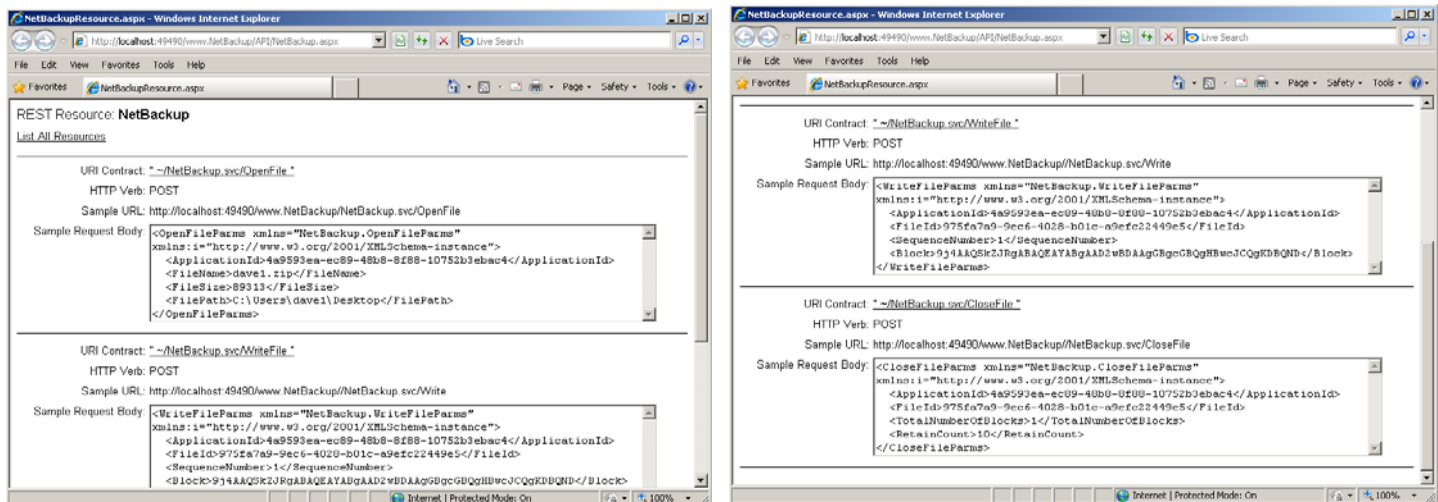 NetBackupResource.aspx - Windows Internet Explorer
http://localhost:49490/www.NetBackup/API/NetBackup.aspx
Live Search
File Edit View Favorites Tools Help
Favorites NetBackupResource.aspx Page Safety Tools
REST Resource: NetBackup
List All Resources
URI Contract: " ~/NetBackup.svc/OpenFile "
HTTP Verb: POST
Sample URL: http://localhost:49490/www.NetBackup/NetBackup.svc/OpenFile
Sample Request Body: <OpenFileParms xmlns="NetBackup.OpenFileParms"
xmlns:i="http://www.w3.org/2001/XMLSchema-instance">
<ApplicationId>4a9593ea-ec89-48b8-8f88-10752b3ebac4</ApplicationId>
<FileName>dave1.zip</FileName>
<FileSize>89313</FileSize>
<FilePath>C:\Users\dave1\Desktop</FilePath>
</OpenFileParms>
URI Contract: " ~/NetBackup.svc/WriteFile "
HTTP Verb: POST
Sample URL: http://localhost:49490/www.NetBackup//NetBackup.svc/Write
Sample Request Body: <WriteFileParms xmlns="NetBackup.WriteFileParms"
xmlns:i="http://www.w3.org/2001/XMLSchema-instance">
<ApplicationId>4a9593ea-ec89-48b8-8f88-10752b3ebac4</ApplicationId>
<FileId>975fa7a9-9ec6-4028-b01c-a9efc22449e5</FileId>
<SequenceNumber>1</SequenceNumber>
<Block>9j4AAQSkZJRgABAQEAYABgAAD2wBDAAgGBgcGBQgHBwcJCQgKDBQND</Block>
Internet | Protected Mode: On 100%
NetBackupResource.aspx - Windows Internet Explorer
http://localhost:49490/www.NetBackup/API/NetBackup.aspx
Live Search
File Edit View Favorites Tools Help
Favorites NetBackupResource.aspx Page Safety Tools
URI Contract: " ~/NetBackup.svc/WriteFile "
HTTP Verb: POST
Sample URL: http://localhost:49490/www.NetBackup//NetBackup.svc/Write
Sample Request Body: <WriteFileParms xmlns="NetBackup.WriteFileParms"
xmlns:i="http://www.w3.org/2001/XMLSchema-instance">
<ApplicationId>4a9593ea-ec89-48b8-8f88-10752b3ebac4</ApplicationId>
<FileId>975fa7a9-9ec6-4028-b01c-a9efc22449e5</FileId>
<SequenceNumber>1</SequenceNumber>
<Block>9j4AAQSkZJRgABAQEAYABgAAD2wBDAAgGBgcGBQgHBwcJCQgKDBQND</Block>
</WriteFileParms>
URI Contract: " ~/NetBackup.svc/CloseFile "
HTTP Verb: POST
Sample URL: http://localhost:49490/www.NetBackup//NetBackup.svc/CloseFile
Sample Request Body: <CloseFileParms xmlns="NetBackup.CloseFileParms"
xmlns:i="http://www.w3.org/2001/XMLSchema-instance">
<ApplicationId>4a9593ea-ec89-48b8-8f88-10752b3ebac4</ApplicationId>
<FileId>975fa7a9-9ec6-4028-b01c-a9efc22449e5</FileId>
<TotalNumberOfBlocks>1</TotalNumberOfBlocks>
<RetainCount>10</RetainCount>
</CloseFileParms>
Internet | Protected Mode: On 100%